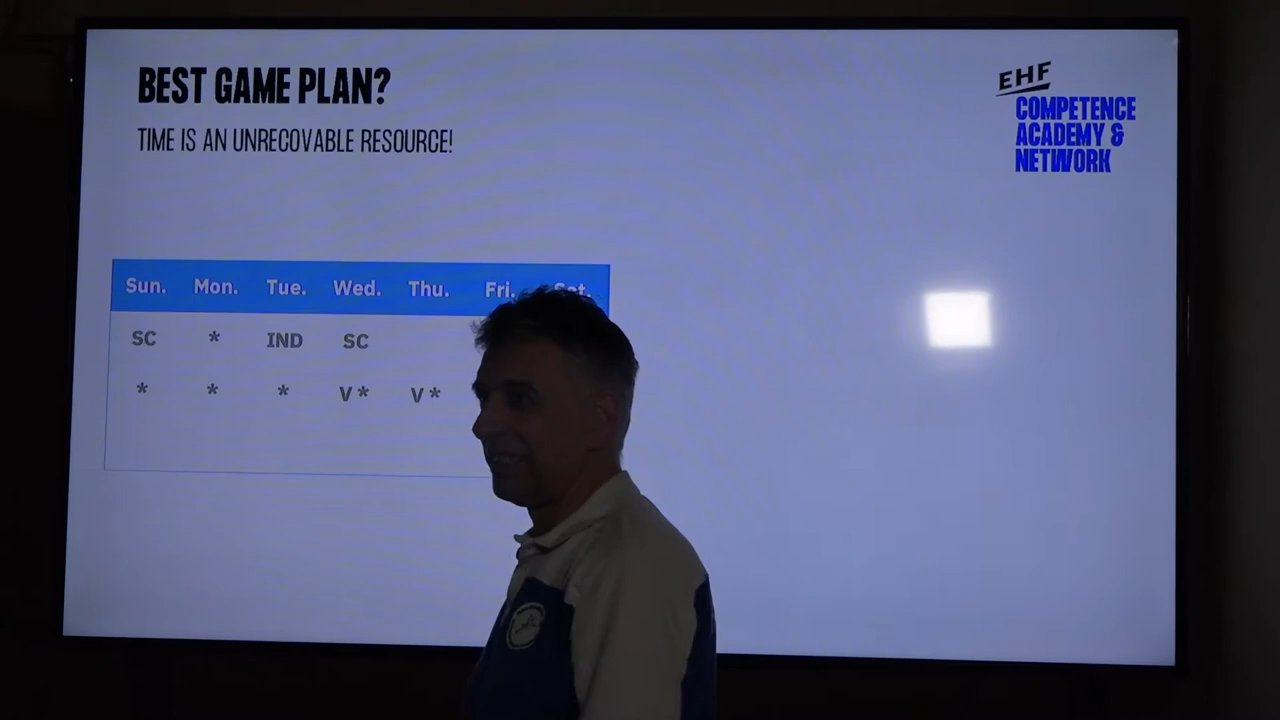 BEST GAME PLAN?
TIME IS AN UNRECOVABLE RESOURCE!
EHF
COMPETENCE
ACADEMY &
NETWORK
Sun. Mon. Tue. Wed. Thu. Fri. Sat.
SC * IND SC
* * * V* V*